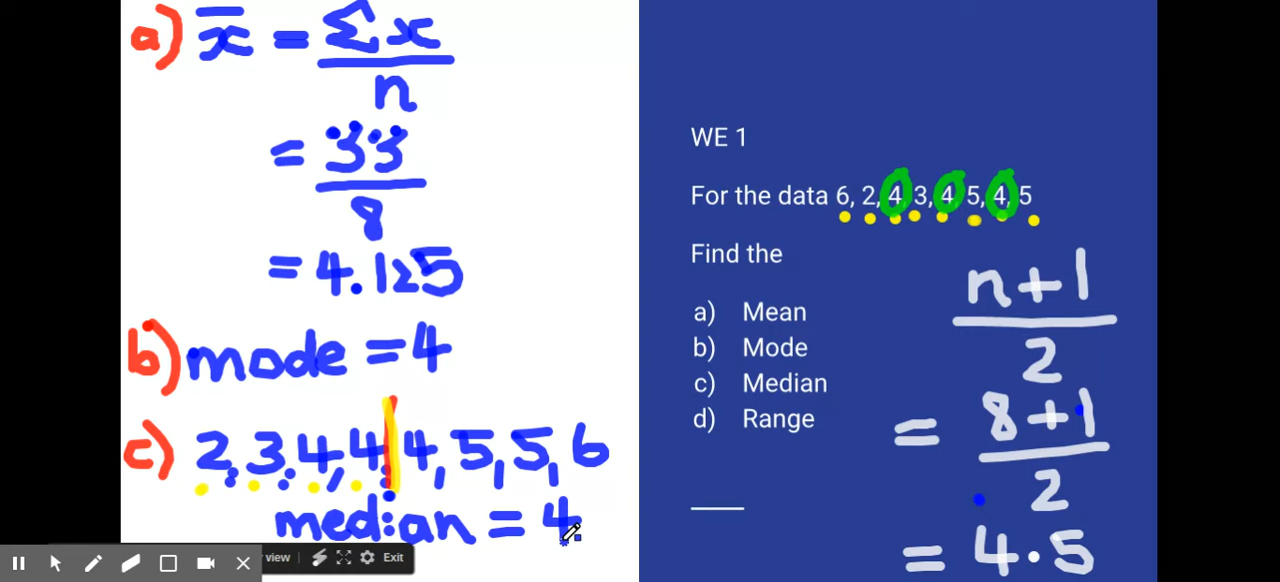 a) x̄ = Σx
n
= 33
8
= 4.125
b) mode = 4
c) 2, 3, 4, 4, 4, 5, 5, 6
median = 4
view Exit
WE 1
For the data 6, 2, 4, 3, 4, 5, 4, 5
Find the
a) Mean
b) Mode
c) Median
d) Range
n+1
2
= 8+1
2
= 4.5